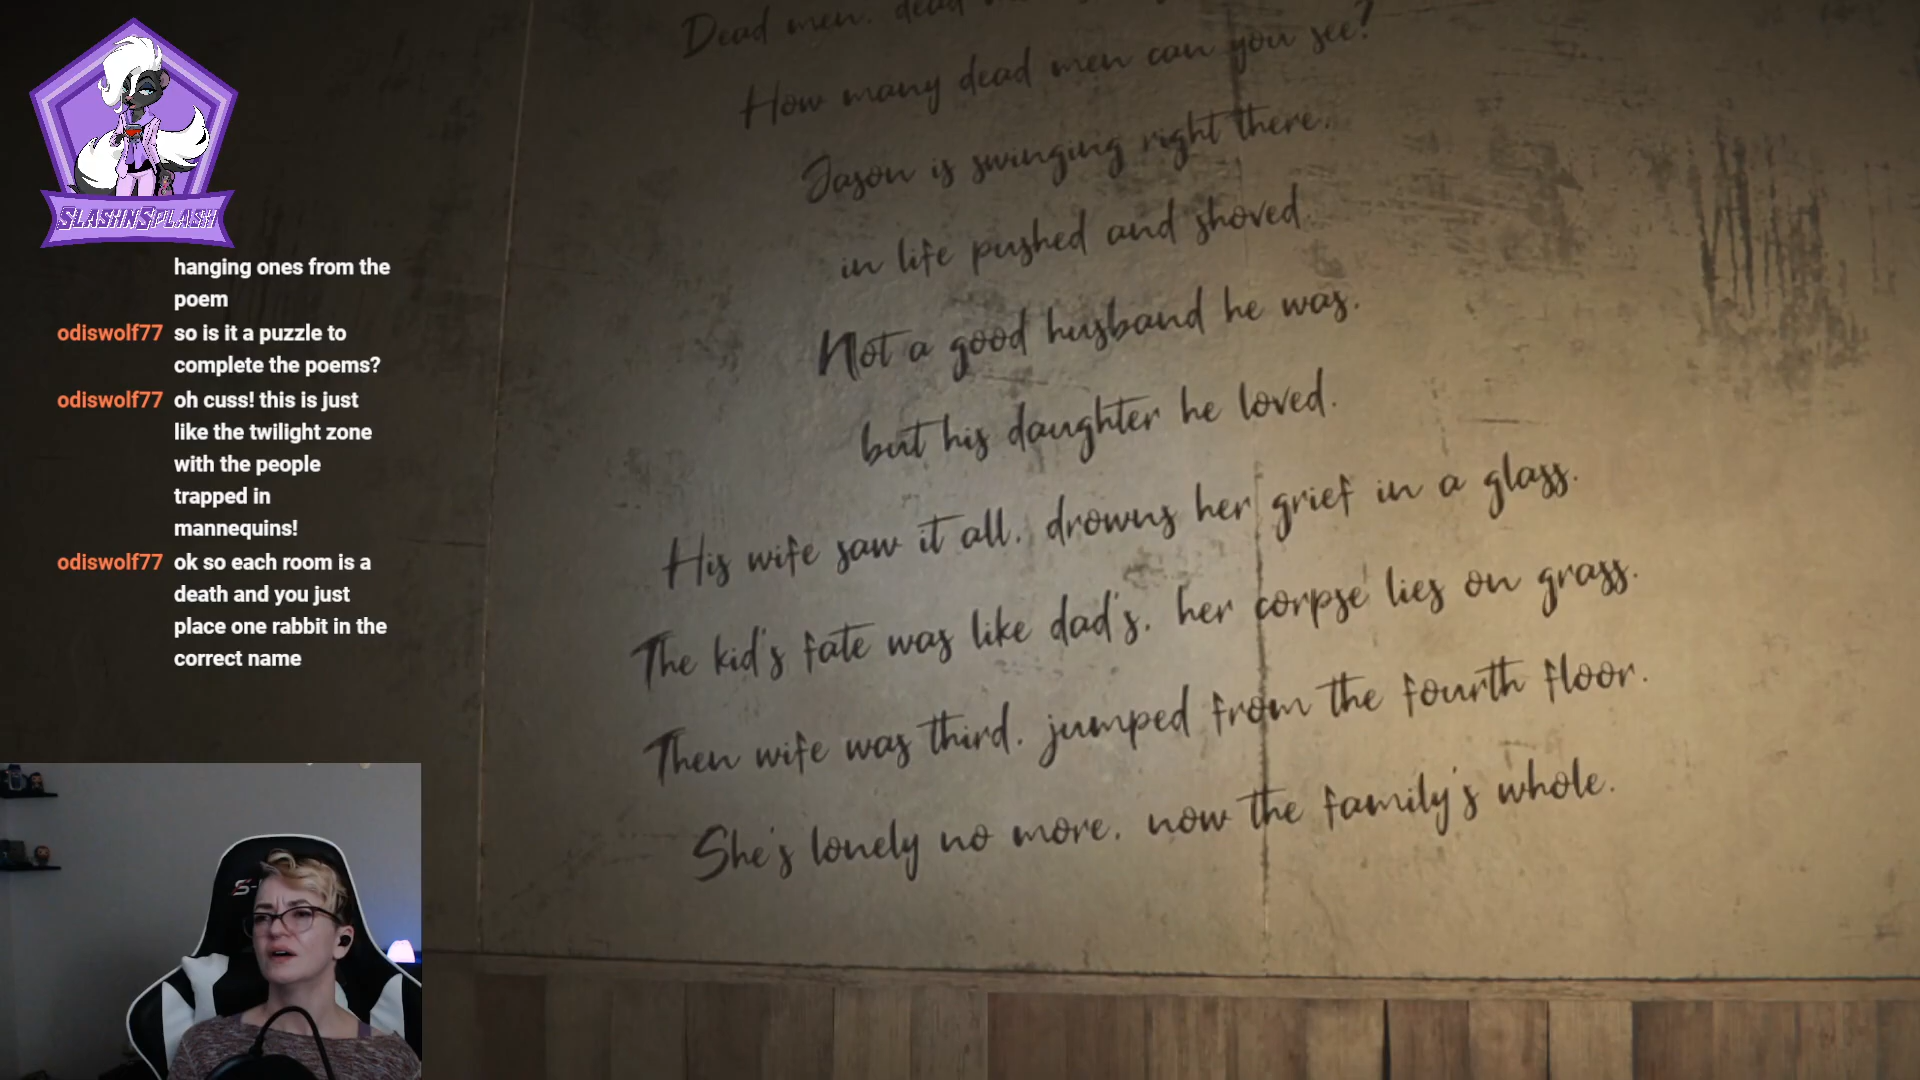 SLASHNSPLASH
hanging ones from the
poem
odiswolf77 so is it a puzzle to
complete the poems?
odiswolf77 oh cuss! this is just
like the twilight zone
with the people
trapped in
mannequins!
odiswolf77 ok so each room is a
death and you just
place one rabbit in the
correct name
Dead men, dead
How many dead men can you see?
Jason is swinging right there.
in life pushed and shoved.
Not a good husband he was.
but his daughter he loved.
His wife saw it all, drowns her grief in a glass.
The kid's fate was like dad's, her corpse lies on grass.
Then wife was third, jumped from the fourth floor.
She's lonely no more, now the family's whole.